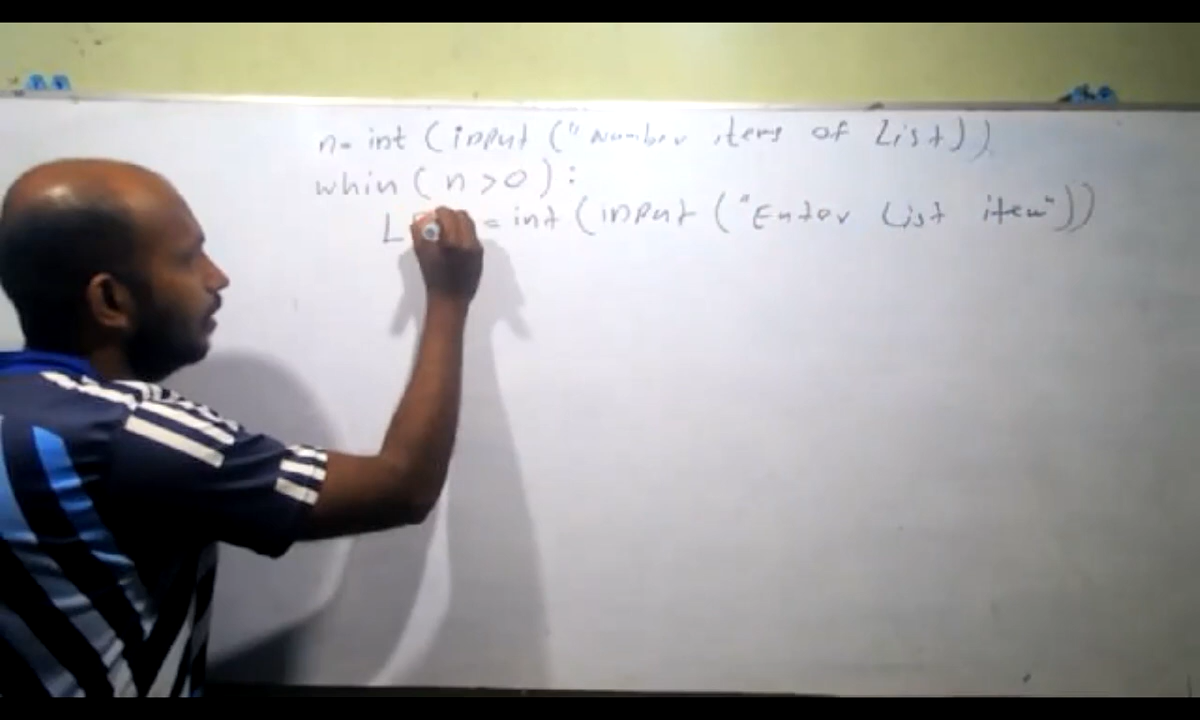 n= int (input ("Number items of List))
whin (n>0):
L = int (input ("Enter List item"))